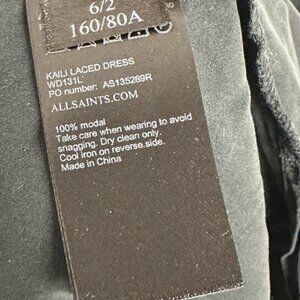 6/2
160/80A
KAILI LACED DRESS
WD131L
PO number: AS135289R
ALLSAINTS.COM
100% modal
Take care when wearing to avoid
snagging. Dry clean only.
Cool iron on reverse side.
Made in China